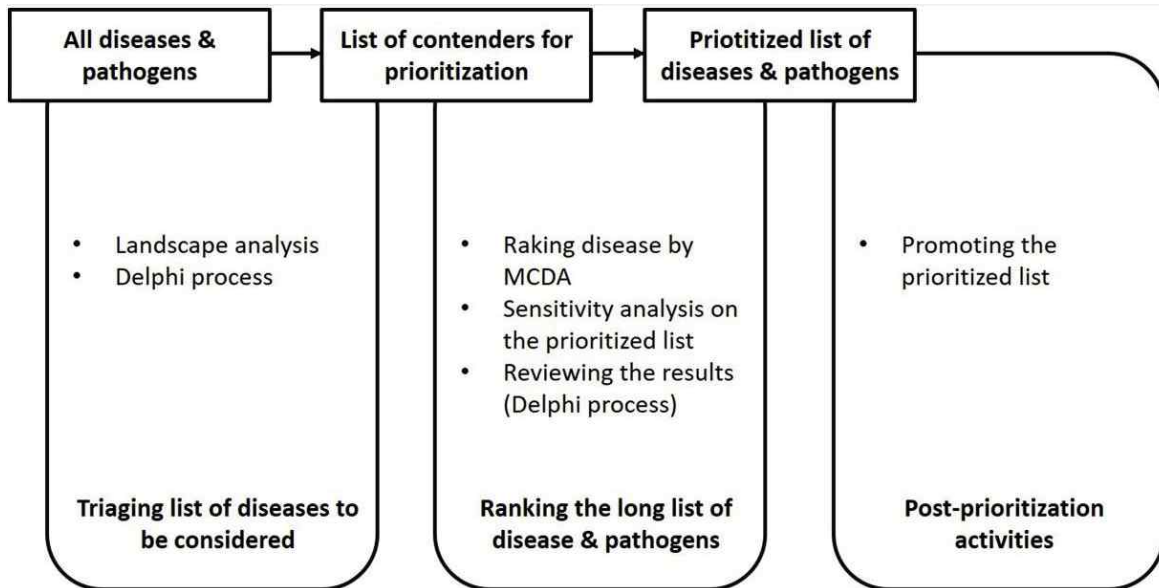 All diseases &
pathogens
List of contenders for
prioritization
Priotitized list of
diseases & pathogens
• Landscape analysis
• Delphi process
• Raking disease by
MCDA
• Sensitivity analysis on
the prioritized list
• Reviewing the results
(Delphi process)
• Promoting the
prioritized list
Triaging list of diseases to
be considered
Ranking the long list of
disease & pathogens
Post-prioritization
activities